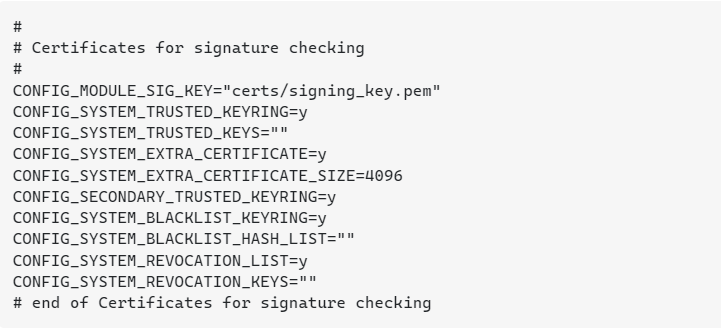 #
# Certificates for signature checking
#
CONFIG_MODULE_SIG_KEY="certs/signing_key.pem"
CONFIG_SYSTEM_TRUSTED_KEYRING=y
CONFIG_SYSTEM_TRUSTED_KEYS=""
CONFIG_SYSTEM_EXTRA_CERTIFICATE=y
CONFIG_SYSTEM_EXTRA_CERTIFICATE_SIZE=4096
CONFIG_SECONDARY_TRUSTED_KEYRING=y
CONFIG_SYSTEM_BLACKLIST_KEYRING=y
CONFIG_SYSTEM_BLACKLIST_HASH_LIST=""
CONFIG_SYSTEM_REVOCATION_LIST=y
CONFIG_SYSTEM_REVOCATION_KEYS=""
# end of Certificates for signature checking